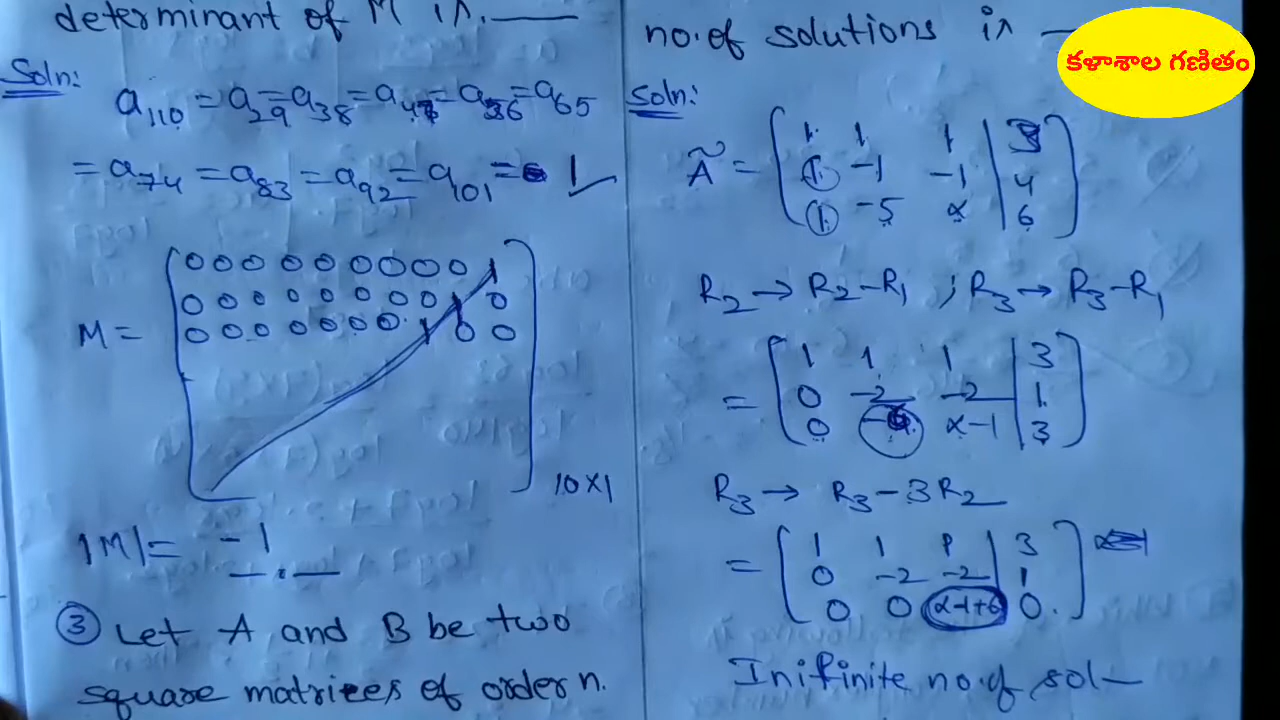 determinant of M is.
Soln:
a₁₁₀ = a₂₉ = a₃₈ = a₄₇ = a₅₆ = a₆₅
= a₇₄ = a₈₃ = a₉₂ = a₁₀₁ = 1
M =
0 0 0 0 0 0 0 0 0 1
0 0 0 0 0 0 0 0 1 0
0 0 0 0 0 0 0 1 0 0
10×1
|M| = -1
③ Let A and B be two
square matrices of order n.
no. of solutions is
కళాశాల గణితం
Soln:
Ã =
1 1 1 | 3
1 -1 -1 | 4
1 -5 α | 6
R₂ → R₂-R₁ ; R₃ → R₃-R₁
=
1 1 1 | 3
0 -2 -2 | 1
0 -6 α-1 | 3
R₃ → R₃-3R₂
=
1 1 1 | 3
0 -2 -2 | 1
0 0 α-1+6 | 0
Inifinite no. of sol